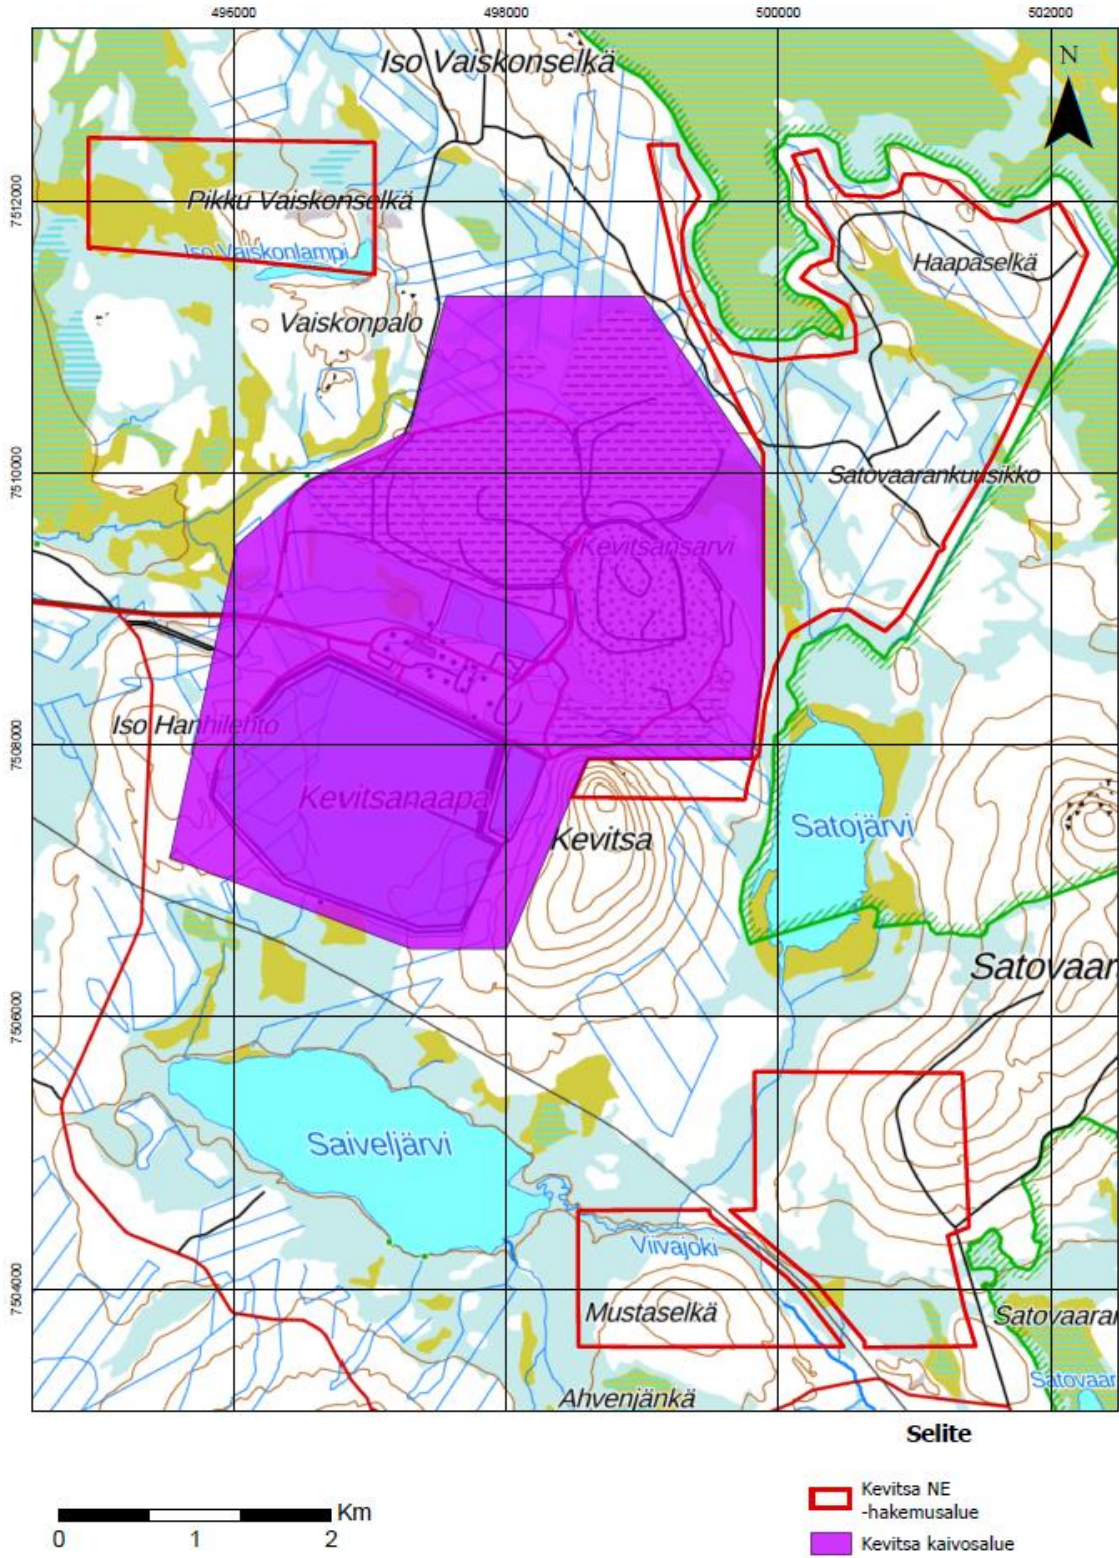 496000 498000 500000 502000
Iso Vaiskonselkä
N
7512000
Pikku Vaiskonselkä
Iso Vaiskonlampi
Haapaselkä
Vaiskonpalo
7510000
Satovaarankuusikko
Kevitsansarvi
Iso Hanhilehto
7508000
Kevitsanaapa
Satojärvi
Kevitsa
Satovaar
7506000
Saiveljärvi
Viivajoki
7504000
Mustaselkä
Satovaarar
Satovaar
Ahvenjänkä
Selite
Kevitsa NE
-hakemusalue
Kevitsa kaivosalue
Km
0 1 2